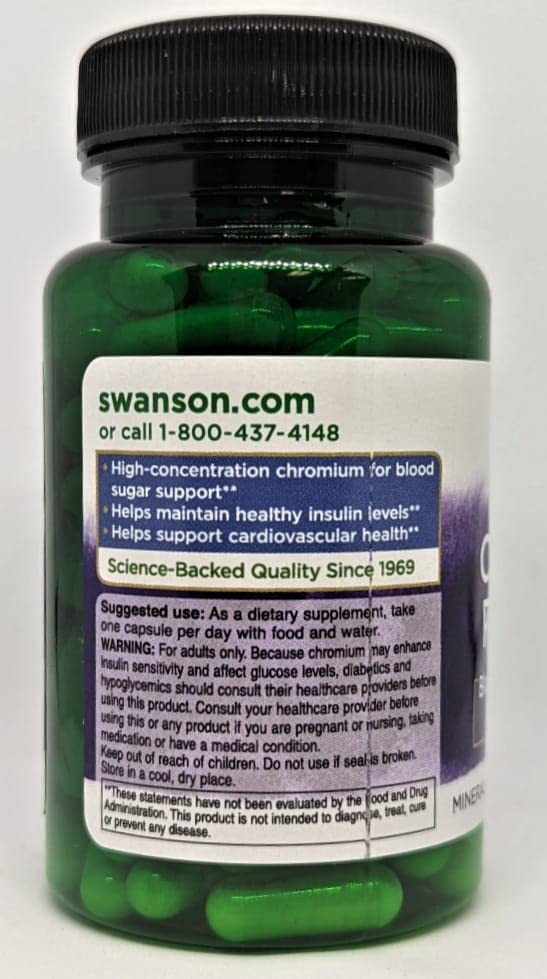 swanson.com
or call 1-800-437-4148
• High-concentration chromium for blood
sugar support**
• Helps maintain healthy insulin levels**
• Helps support cardiovascular health**
Science-Backed Quality Since 1969
Suggested use: As a dietary supplement, take
one capsule per day with food and water.
WARNING: For adults only. Because chromium may enhance
insulin sensitivity and affect glucose levels, diabetics and
hypoglycemics should consult their healthcare providers before
using this product. Consult your healthcare provider before
using this or any product if you are pregnant or nursing, taking
medication or have a medical condition.
Keep out of reach of children. Do not use if seal is broken.
Store in a cool, dry place.
**These statements have not been evaluated by the Food and Drug
Administration. This product is not intended to diagnose, treat, cure
or prevent any disease.